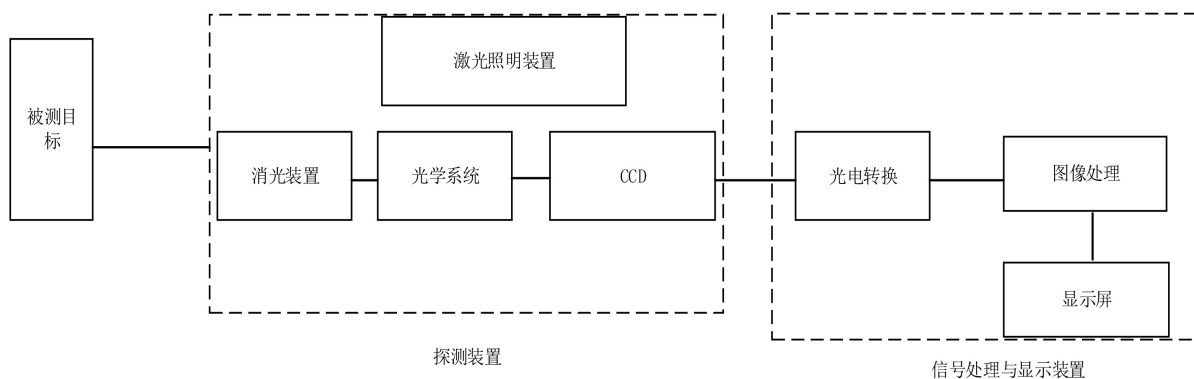 激光照明装置
被测目
标
消光装置
光学系统
CCD
光电转换
图像处理
显示屏
探测装置
信号处理与显示装置